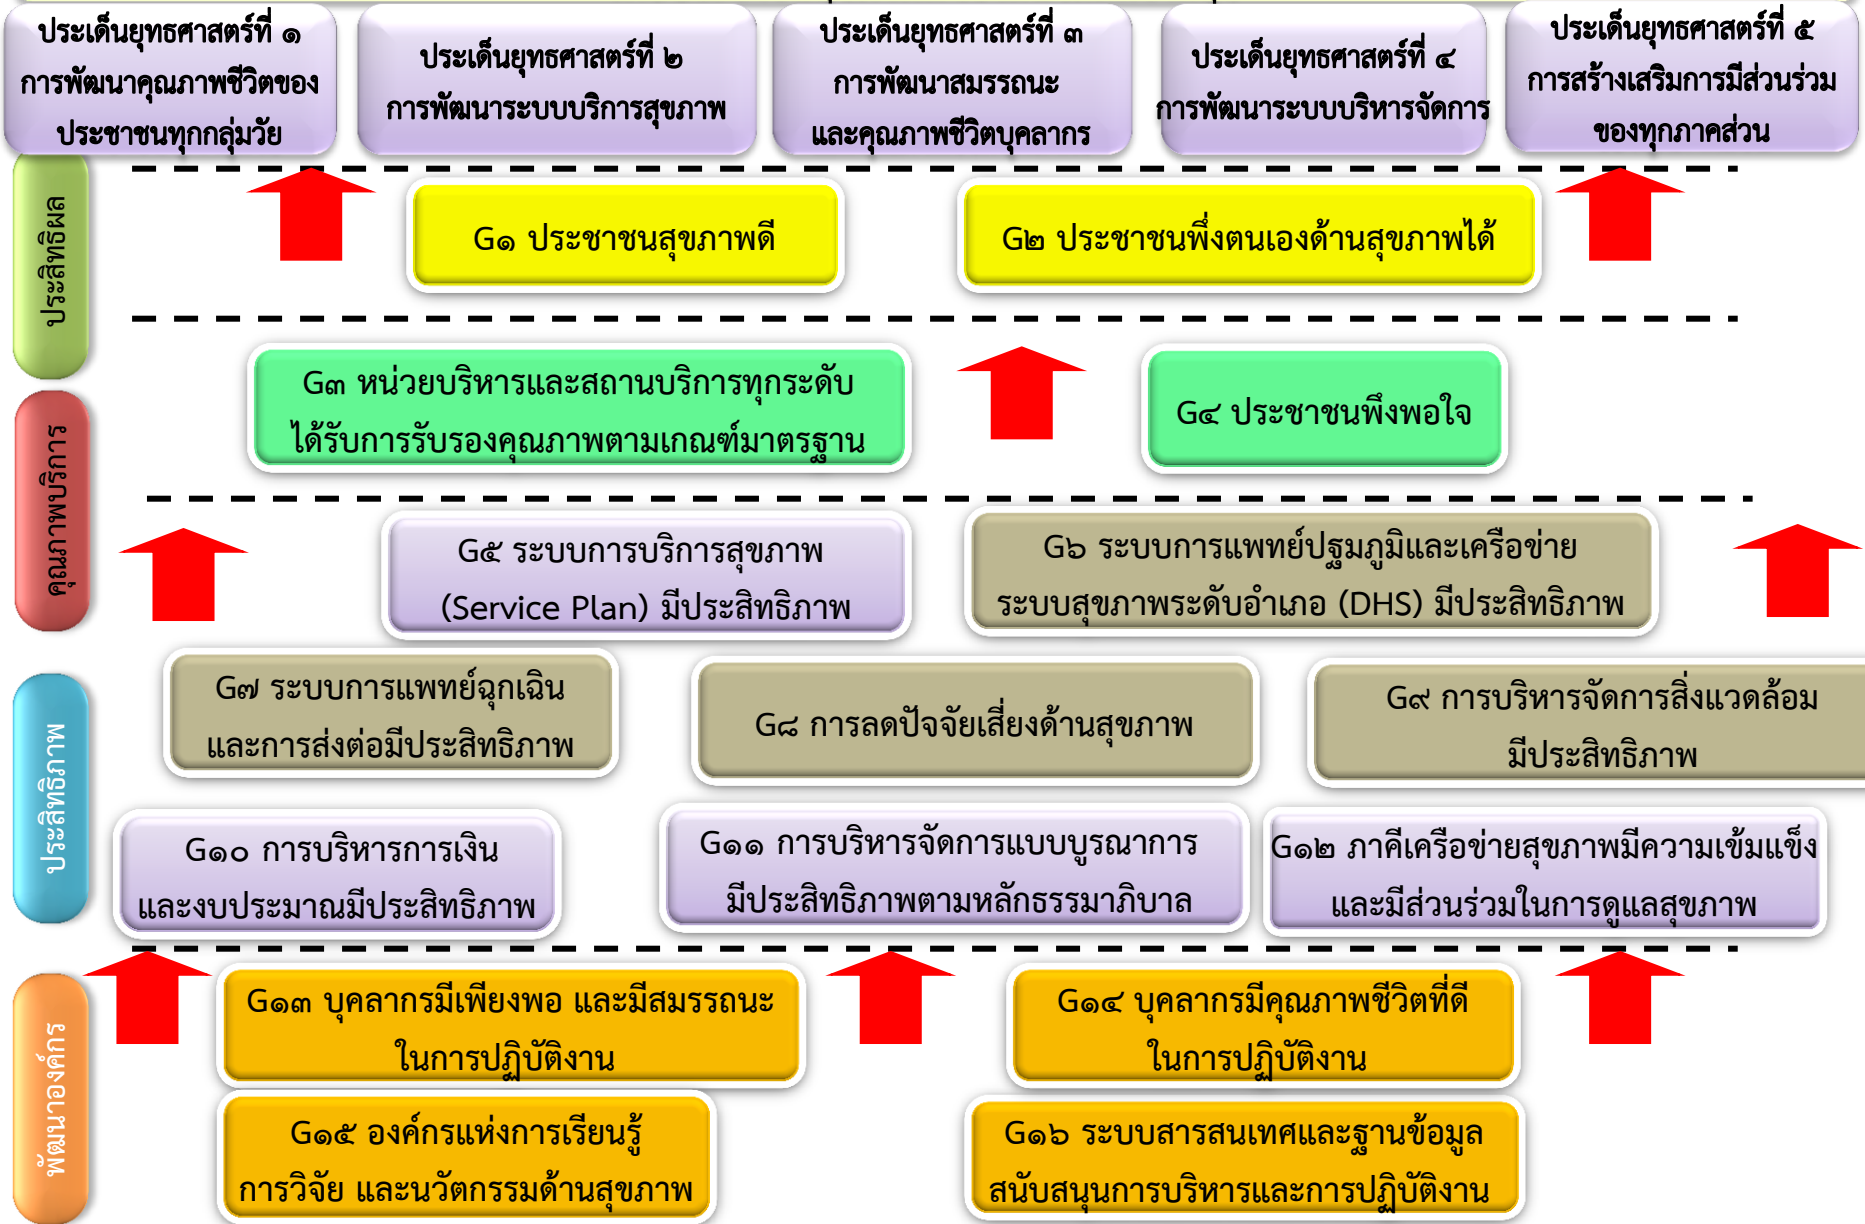 ประเด็นยุทธศาสตร์ที่ ๑
การพัฒนาคุณภาพชีวิตของ
ประชาชนทุกกลุ่มวัย
ประเด็นยุทธศาสตร์ที่ ๒
การพัฒนาระบบบริการสุขภาพ
ประเด็นยุทธศาสตร์ที่ ๓
การพัฒนาสมรรถนะ
และคุณภาพชีวิตบุคลากร
ประเด็นยุทธศาสตร์ที่ ๔
การพัฒนาระบบบริหารจัดการ
ประเด็นยุทธศาสตร์ที่ ๕
การสร้างเสริมการมีส่วนร่วม
ของทุกภาคส่วน
ประสิทธิผล
G๑ ประชาชนสุขภาพดี
G๒ ประชาชนพึ่งตนเองด้านสุขภาพได้
คุณภาพบริการ
G๓ หน่วยบริหารและสถานบริการทุกระดับ
ได้รับการรับรองคุณภาพตามเกณฑ์มาตรฐาน
G๔ ประชาชนพึงพอใจ
G๕ ระบบการบริการสุขภาพ
(Service Plan) มีประสิทธิภาพ
G๖ ระบบการแพทย์ปฐมภูมิและเครือข่าย
ระบบสุขภาพระดับอำเภอ (DHS) มีประสิทธิภาพ
ประสิทธิภาพ
G๗ ระบบการแพทย์ฉุกเฉิน
และการส่งต่อมีประสิทธิภาพ
G๘ การลดปัจจัยเสี่ยงด้านสุขภาพ
G๙ การบริหารจัดการสิ่งแวดล้อม
มีประสิทธิภาพ
G๑๐ การบริหารการเงิน
และงบประมาณมีประสิทธิภาพ
G๑๑ การบริหารจัดการแบบบูรณาการ
มีประสิทธิภาพตามหลักธรรมาภิบาล
G๑๒ ภาคีเครือข่ายสุขภาพมีความเข้มแข็ง
และมีส่วนร่วมในการดูแลสุขภาพ
พัฒนาองค์กร
G๑๓ บุคลากรมีเพียงพอ และมีสมรรถนะ
ในการปฏิบัติงาน
G๑๔ บุคลากรมีคุณภาพชีวิตที่ดี
ในการปฏิบัติงาน
G๑๕ องค์กรแห่งการเรียนรู้
การวิจัย และนวัตกรรมด้านสุขภาพ
G๑๖ ระบบสารสนเทศและฐานข้อมูล
สนับสนุนการบริหารและการปฏิบัติงาน